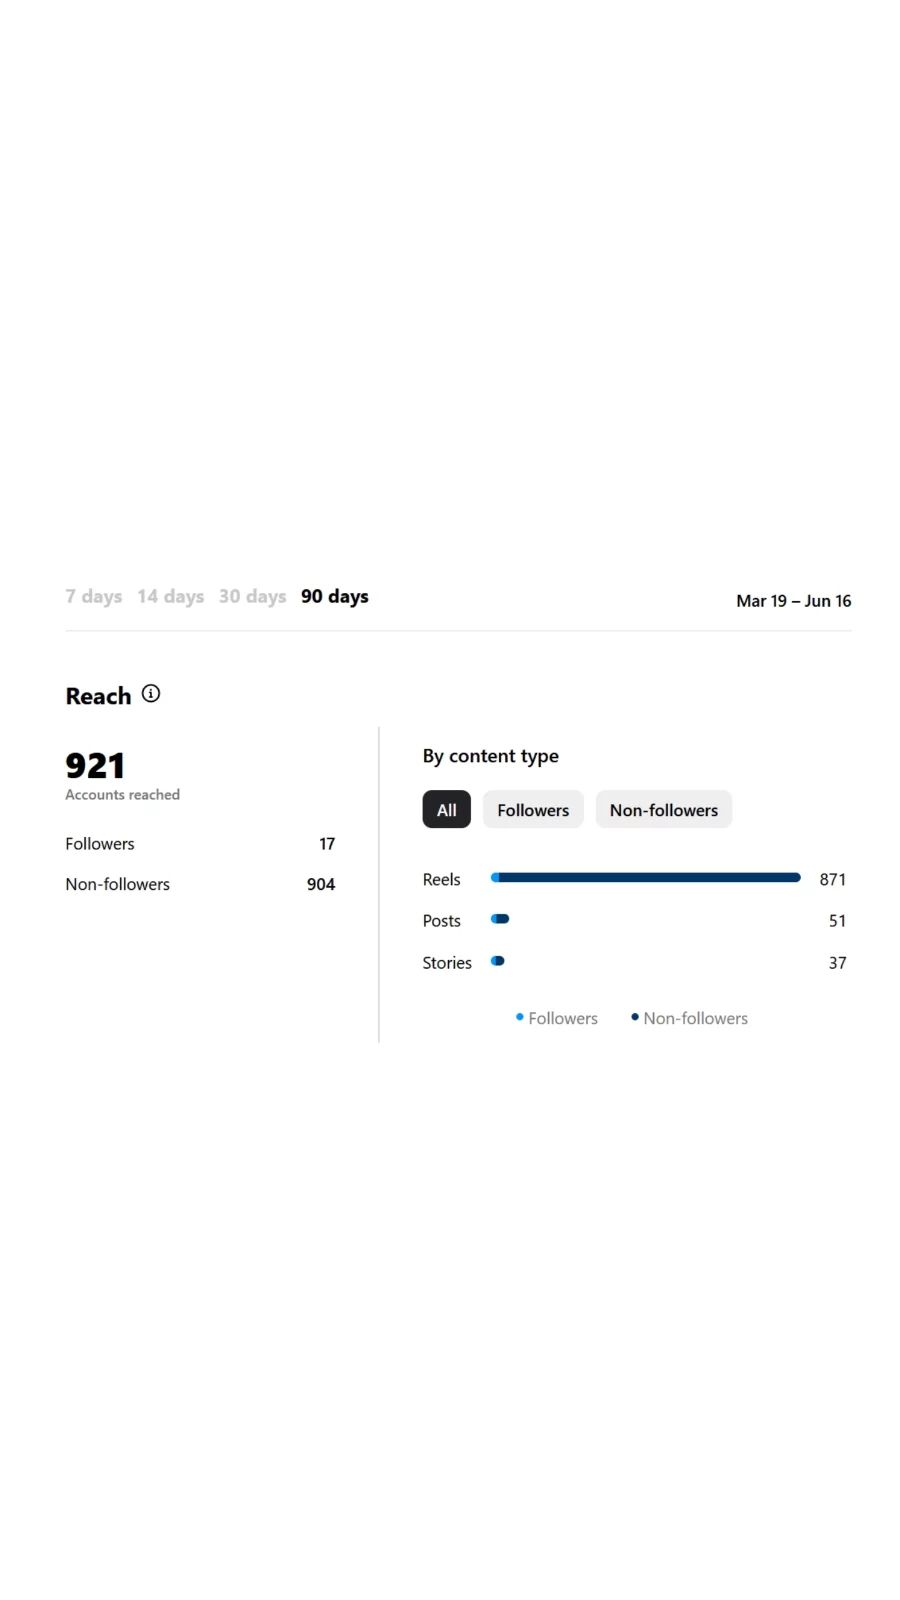 7 days 14 days 30 days 90 days
Mar 19 – Jun 16
Reach
921
Accounts reached
Followers 17
Non-followers 904
By content type
All Followers Non-followers
Reels 871
Posts 51
Stories 37
Followers Non-followers